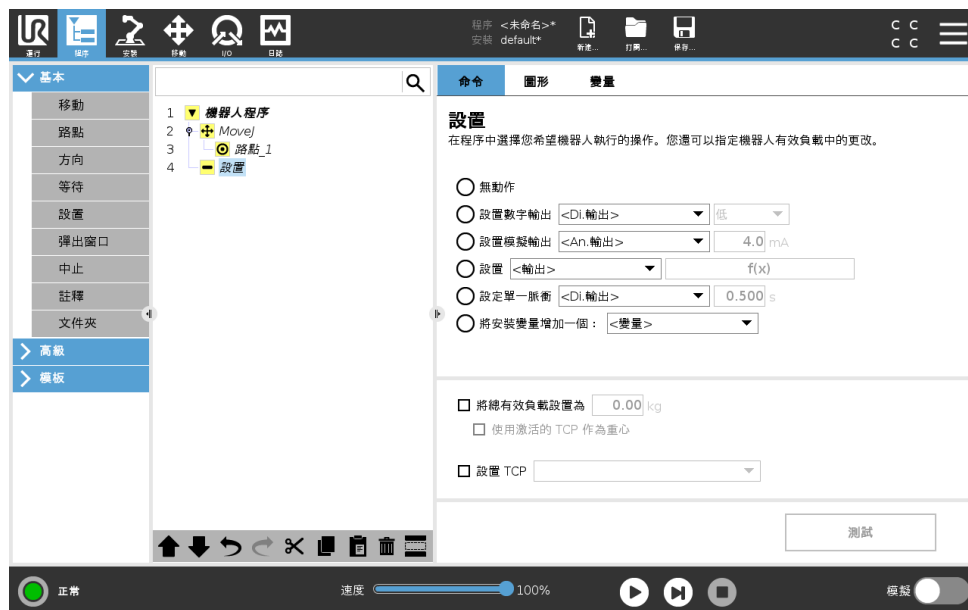 程序 <未命名>*
安裝 default*
運行
程序
安裝
移動
I/O
日誌
新建...
打開...
保存...
C C
C C
基本
移動
路點
方向
等待
設置
彈出窗口
中止
註釋
文件夾
高級
模板
1 機器人程序
2 MoveJ
3 路點_1
4 設置
命令 圖形 變量
設置
在程序中選擇您希望機器人執行的操作。您還可以指定機器人有效負載中的更改。
無動作
設置數字輸出 <Di.輸出> 低
設置模擬輸出 <An.輸出> 4.0 mA
設置 <輸出> f(x)
設定單一脈衝 <Di.輸出> 0.500 s
將安裝變量增加一個： <變量>
將總有效負載設置為 0.00 kg
使用激活的 TCP 作為重心
設置 TCP
測試
正常
速度 100%
模擬